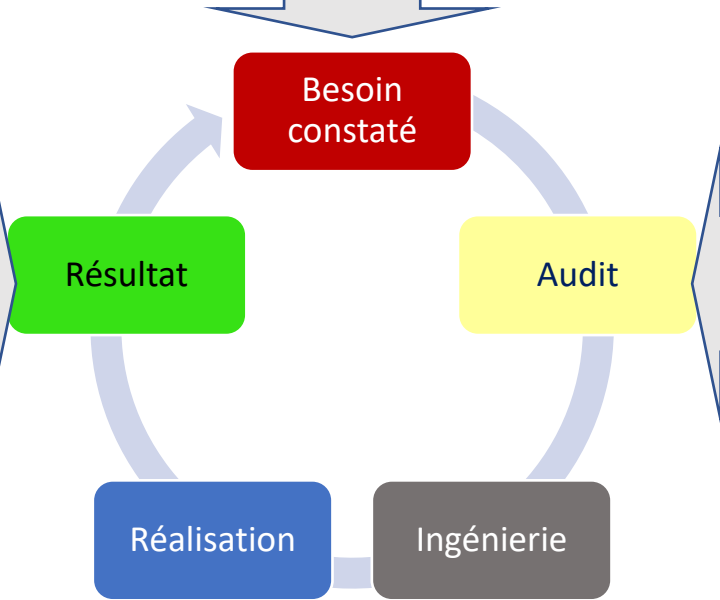 Besoin
constaté
Résultat
Audit
Réalisation
Ingénierie